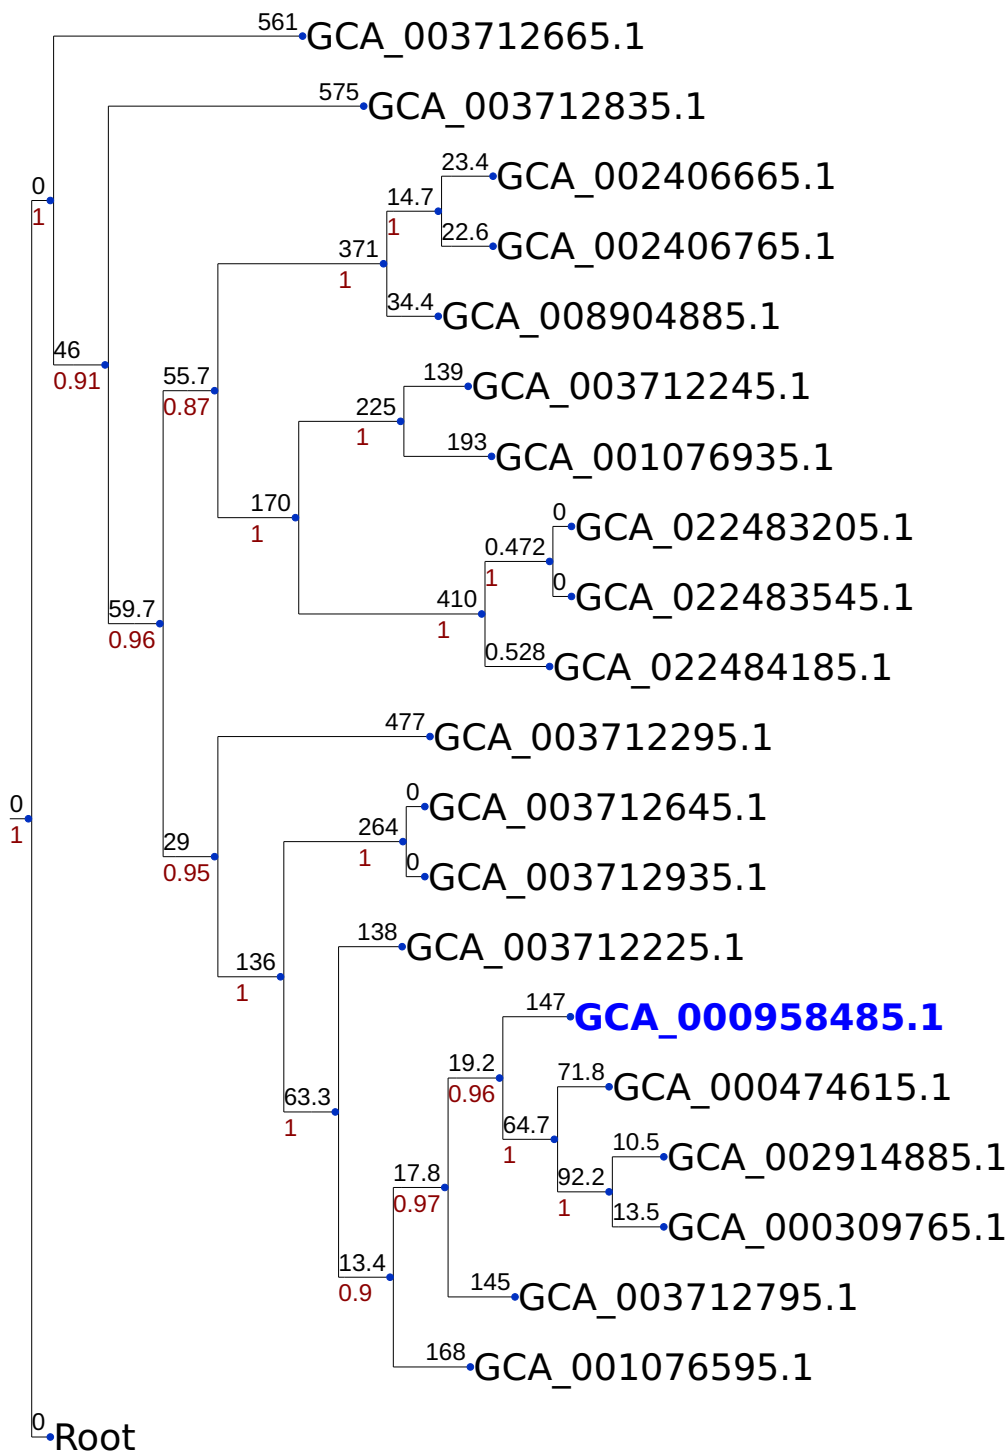 561
GCA_003712665.1
575
GCA_003712835.1
23.4
GCA_002406665.1
0
1
14.7
1
22.6
GCA_002406765.1
371
1
34.4
GCA_008904885.1
46
0.91
55.7
0.87
139
GCA_003712245.1
225
1
193
GCA_001076935.1
170
1
0
GCA_022483205.1
0.472
1
0
GCA_022483545.1
59.7
0.96
410
1
0.528
GCA_022484185.1
477
GCA_003712295.1
0
1
0
GCA_003712645.1
29
0.95
264
1
0
GCA_003712935.1
138
GCA_003712225.1
136
1
147
GCA_000958485.1
19.2
0.96
71.8
GCA_000474615.1
63.3
1
64.7
1
10.5
GCA_002914885.1
17.8
0.97
92.2
1
13.5
GCA_000309765.1
13.4
0.9
145
GCA_003712795.1
168
GCA_001076595.1
0
Root